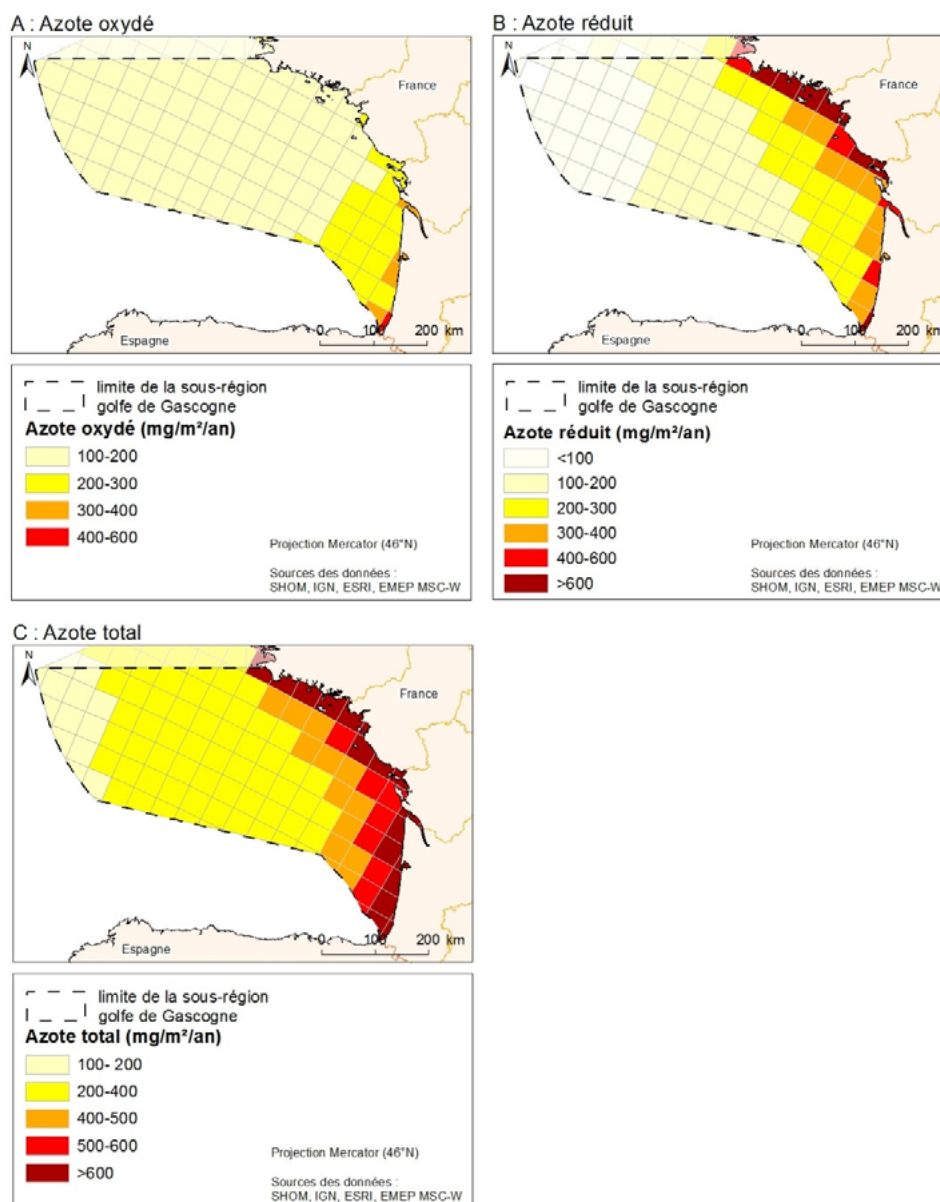 A : Azote oxydé
N
France
Espagne
0 100 200 km
limite de la sous-région
golfe de Gascogne
Azote oxydé (mg/m²/an)
100-200
200-300
300-400
400-600
Projection Mercator (46°N)
Sources des données :
SHOM, IGN, ESRI, EMEP MSC-W
B : Azote réduit
N
France
Espagne
0 100 200 km
limite de la sous-région
golfe de Gascogne
Azote réduit (mg/m²/an)
<100
100-200
200-300
300-400
400-600
>600
Projection Mercator (46°N)
Sources des données :
SHOM, IGN, ESRI, EMEP MSC-W
C : Azote total
N
France
Espagne
0 100 200 km
limite de la sous-région
golfe de Gascogne
Azote total (mg/m²/an)
100- 200
200-400
400-500
500-600
>600
Projection Mercator (46°N)
Sources des données :
SHOM, IGN, ESRI, EMEP MSC-W